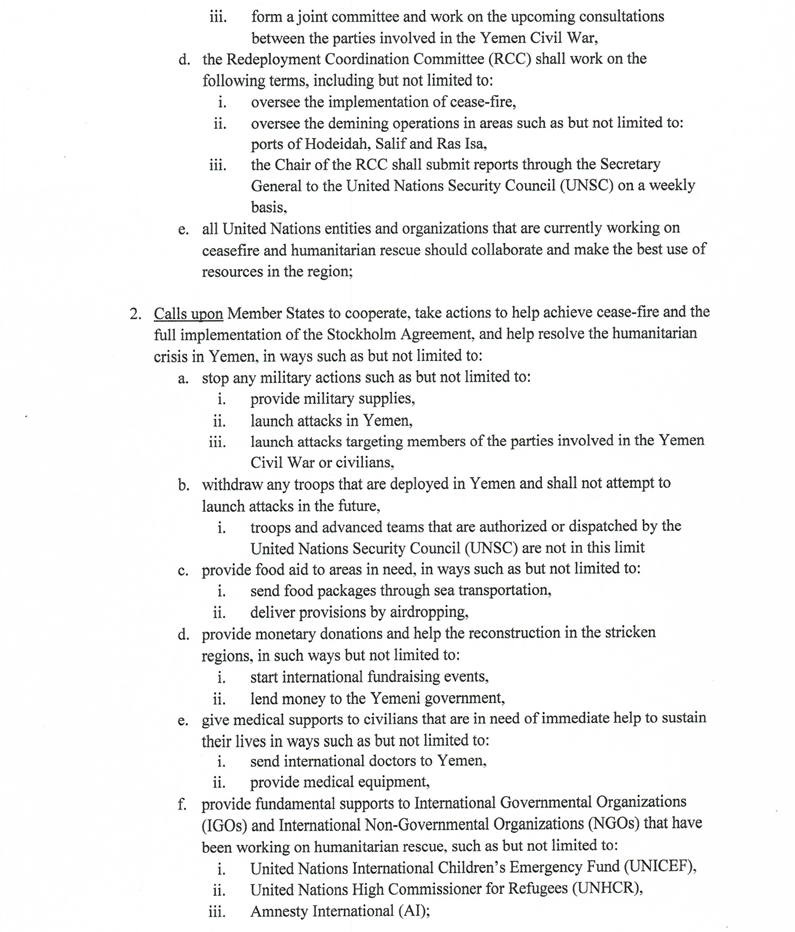 iii. form a joint committee and work on the upcoming consultations
between the parties involved in the Yemen Civil War,
d. the Redeployment Coordination Committee (RCC) shall work on the
following terms, including but not limited to:
i. oversee the implementation of cease-fire,
ii. oversee the demining operations in areas such as but not limited to:
ports of Hodeidah, Salif and Ras Isa,
iii. the Chair of the RCC shall submit reports through the Secretary
General to the United Nations Security Council (UNSC) on a weekly
basis,
e. all United Nations entities and organizations that are currently working on
ceasefire and humanitarian rescue should collaborate and make the best use of
resources in the region;
2. Calls upon Member States to cooperate, take actions to help achieve cease-fire and the
full implementation of the Stockholm Agreement, and help resolve the humanitarian
crisis in Yemen, in ways such as but not limited to:
a. stop any military actions such as but not limited to:
i. provide military supplies,
ii. launch attacks in Yemen,
iii. launch attacks targeting members of the parties involved in the Yemen
Civil War or civilians,
b. withdraw any troops that are deployed in Yemen and shall not attempt to
launch attacks in the future,
i. troops and advanced teams that are authorized or dispatched by the
United Nations Security Council (UNSC) are not in this limit
c. provide food aid to areas in need, in ways such as but not limited to:
i. send food packages through sea transportation,
ii. deliver provisions by airdropping,
d. provide monetary donations and help the reconstruction in the stricken
regions, in such ways but not limited to:
i. start international fundraising events,
ii. lend money to the Yemeni government,
e. give medical supports to civilians that are in need of immediate help to sustain
their lives in ways such as but not limited to:
i. send international doctors to Yemen,
ii. provide medical equipment,
f. provide fundamental supports to International Governmental Organizations
(IGOs) and International Non-Governmental Organizations (NGOs) that have
been working on humanitarian rescue, such as but not limited to:
i. United Nations International Children's Emergency Fund (UNICEF),
ii. United Nations High Commissioner for Refugees (UNHCR),
iii. Amnesty International (AI);